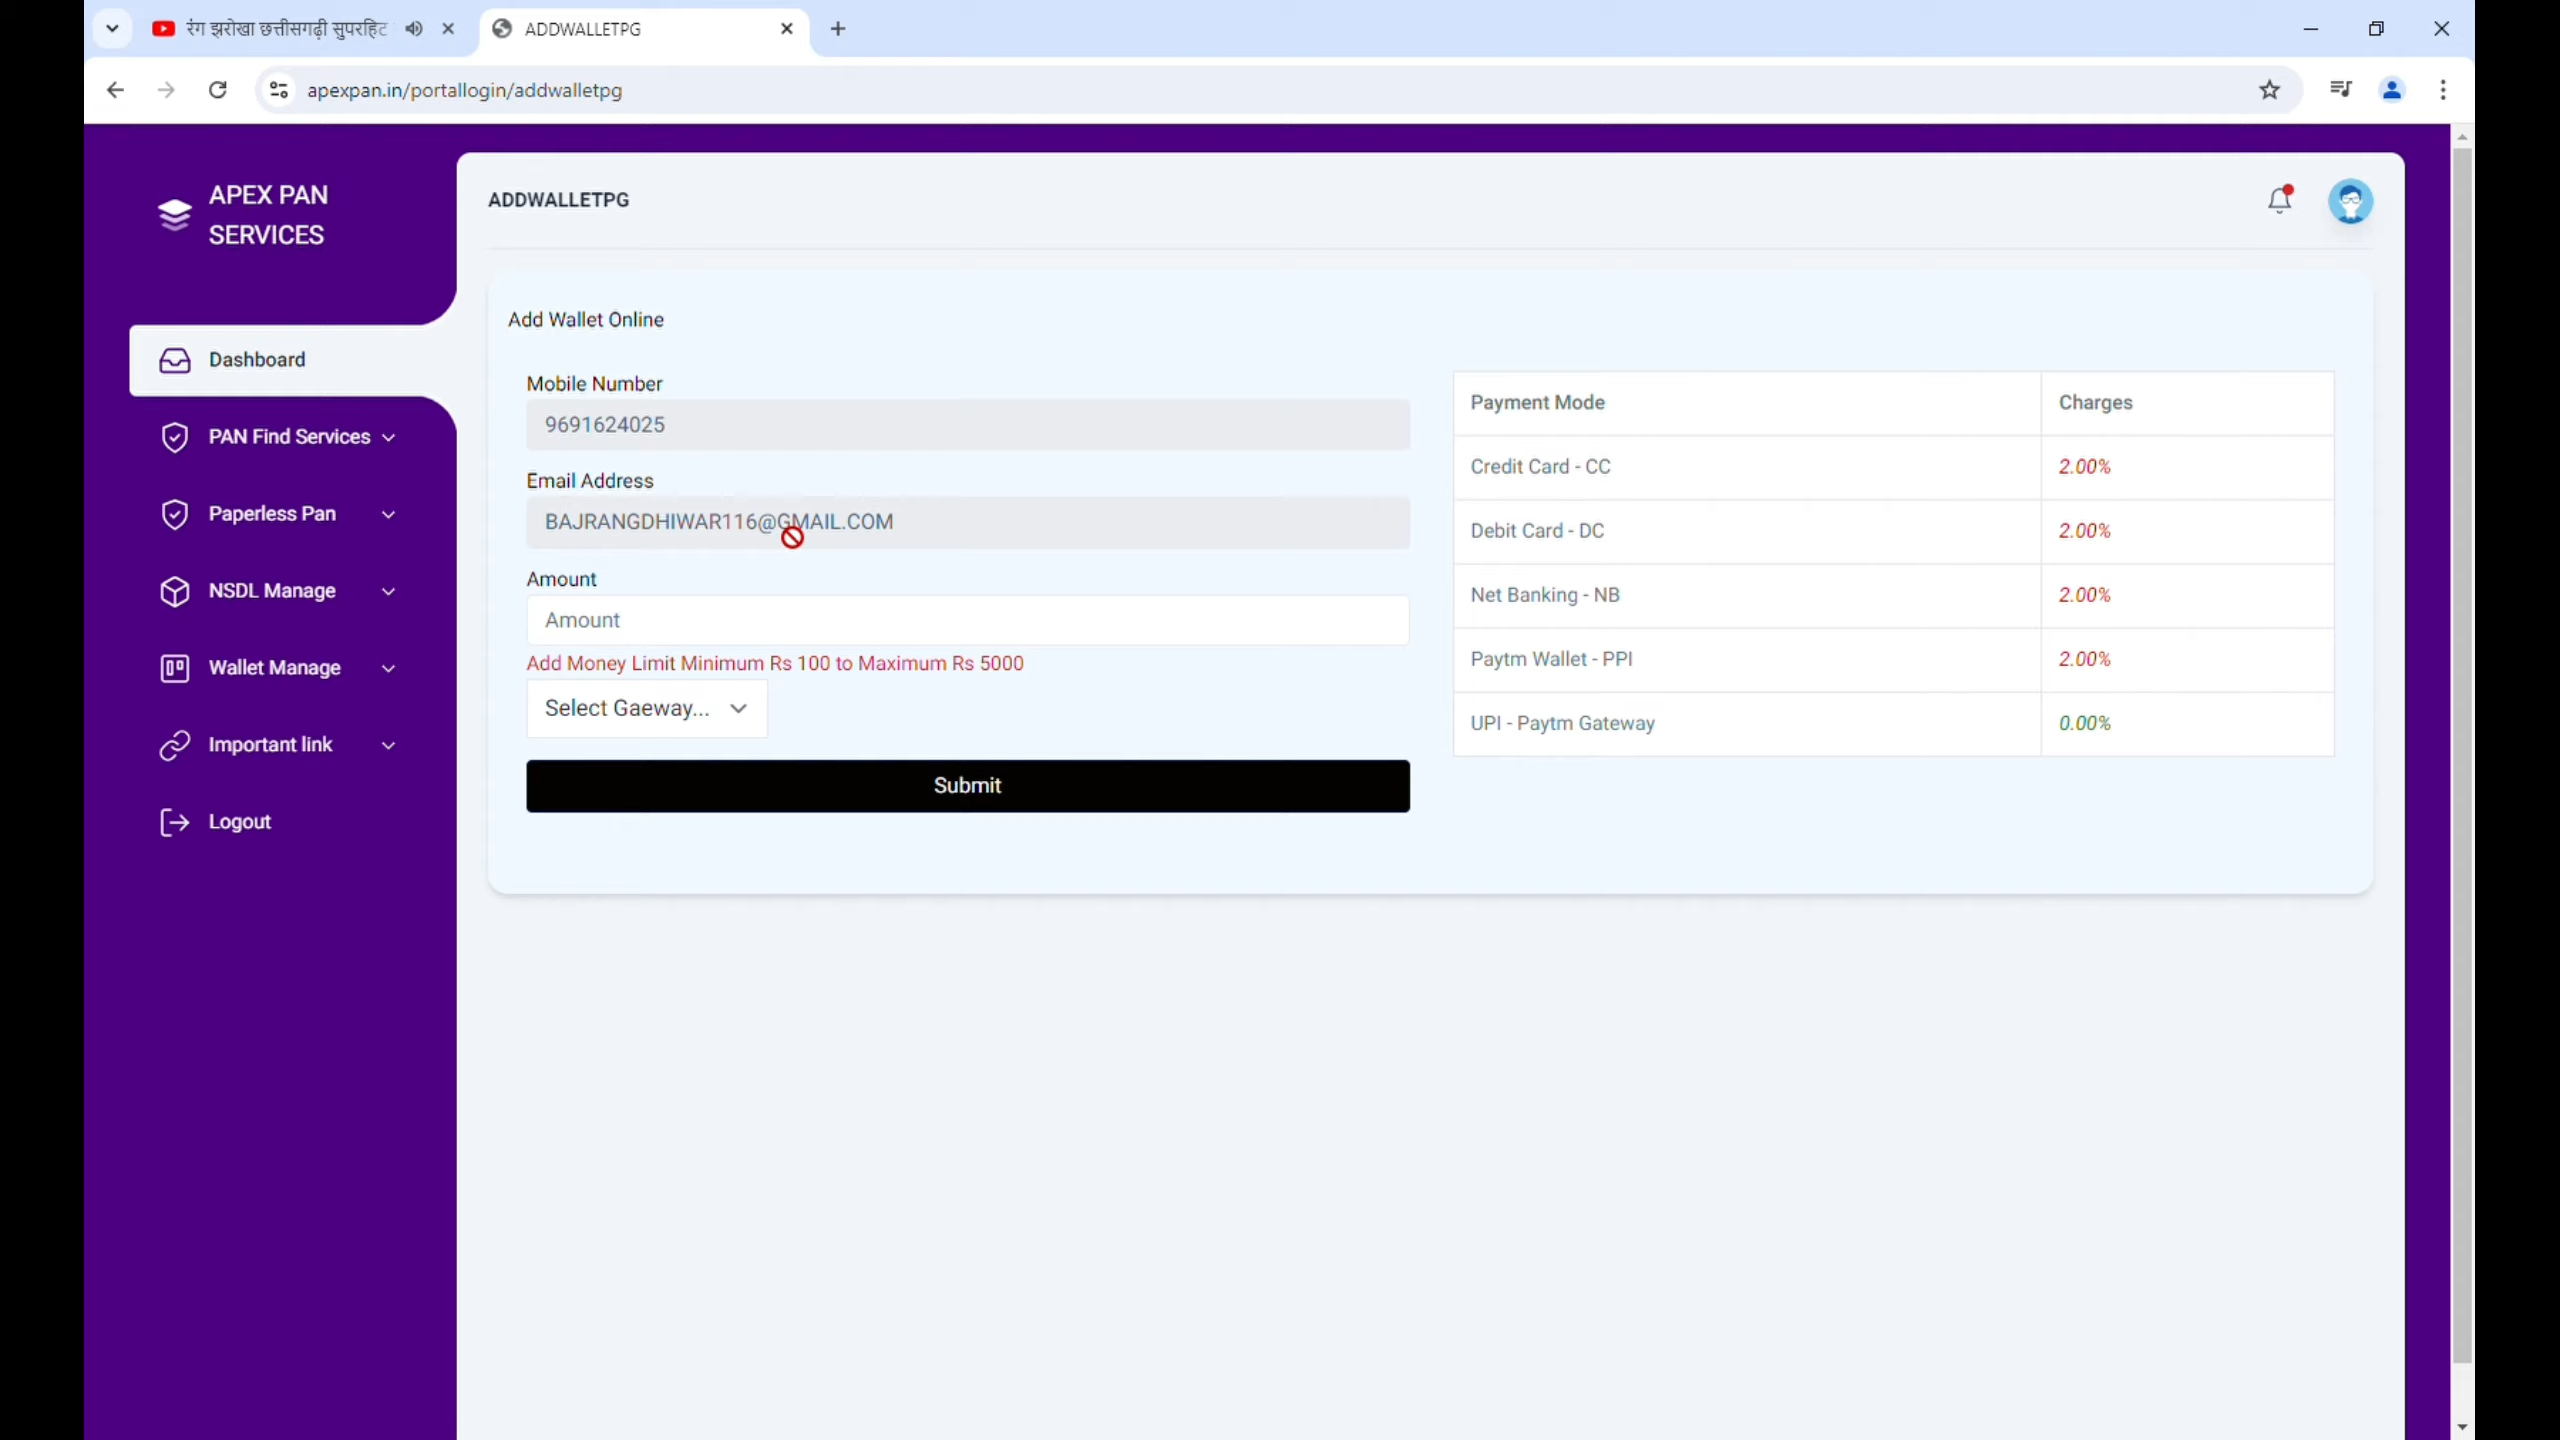 रंग झरोखा छत्तीसगढ़ी सुपरहिट
ADDWALLETPG
apexpan.in/portallogin/addwalletpg
APEX PAN
SERVICES
Dashboard
PAN Find Services
Paperless Pan
NSDL Manage
Wallet Manage
Important link
Logout
ADDWALLETPG
Add Wallet Online
Mobile Number
9691624025
Email Address
BAJRANGDHIWAR116@GMAIL.COM
Amount
Amount
Add Money Limit Minimum Rs 100 to Maximum Rs 5000
Select Gaeway...
Submit
Payment Mode Charges
Credit Card - CC 2.00%
Debit Card - DC 2.00%
Net Banking - NB 2.00%
Paytm Wallet - PPI 2.00%
UPI - Paytm Gateway 0.00%